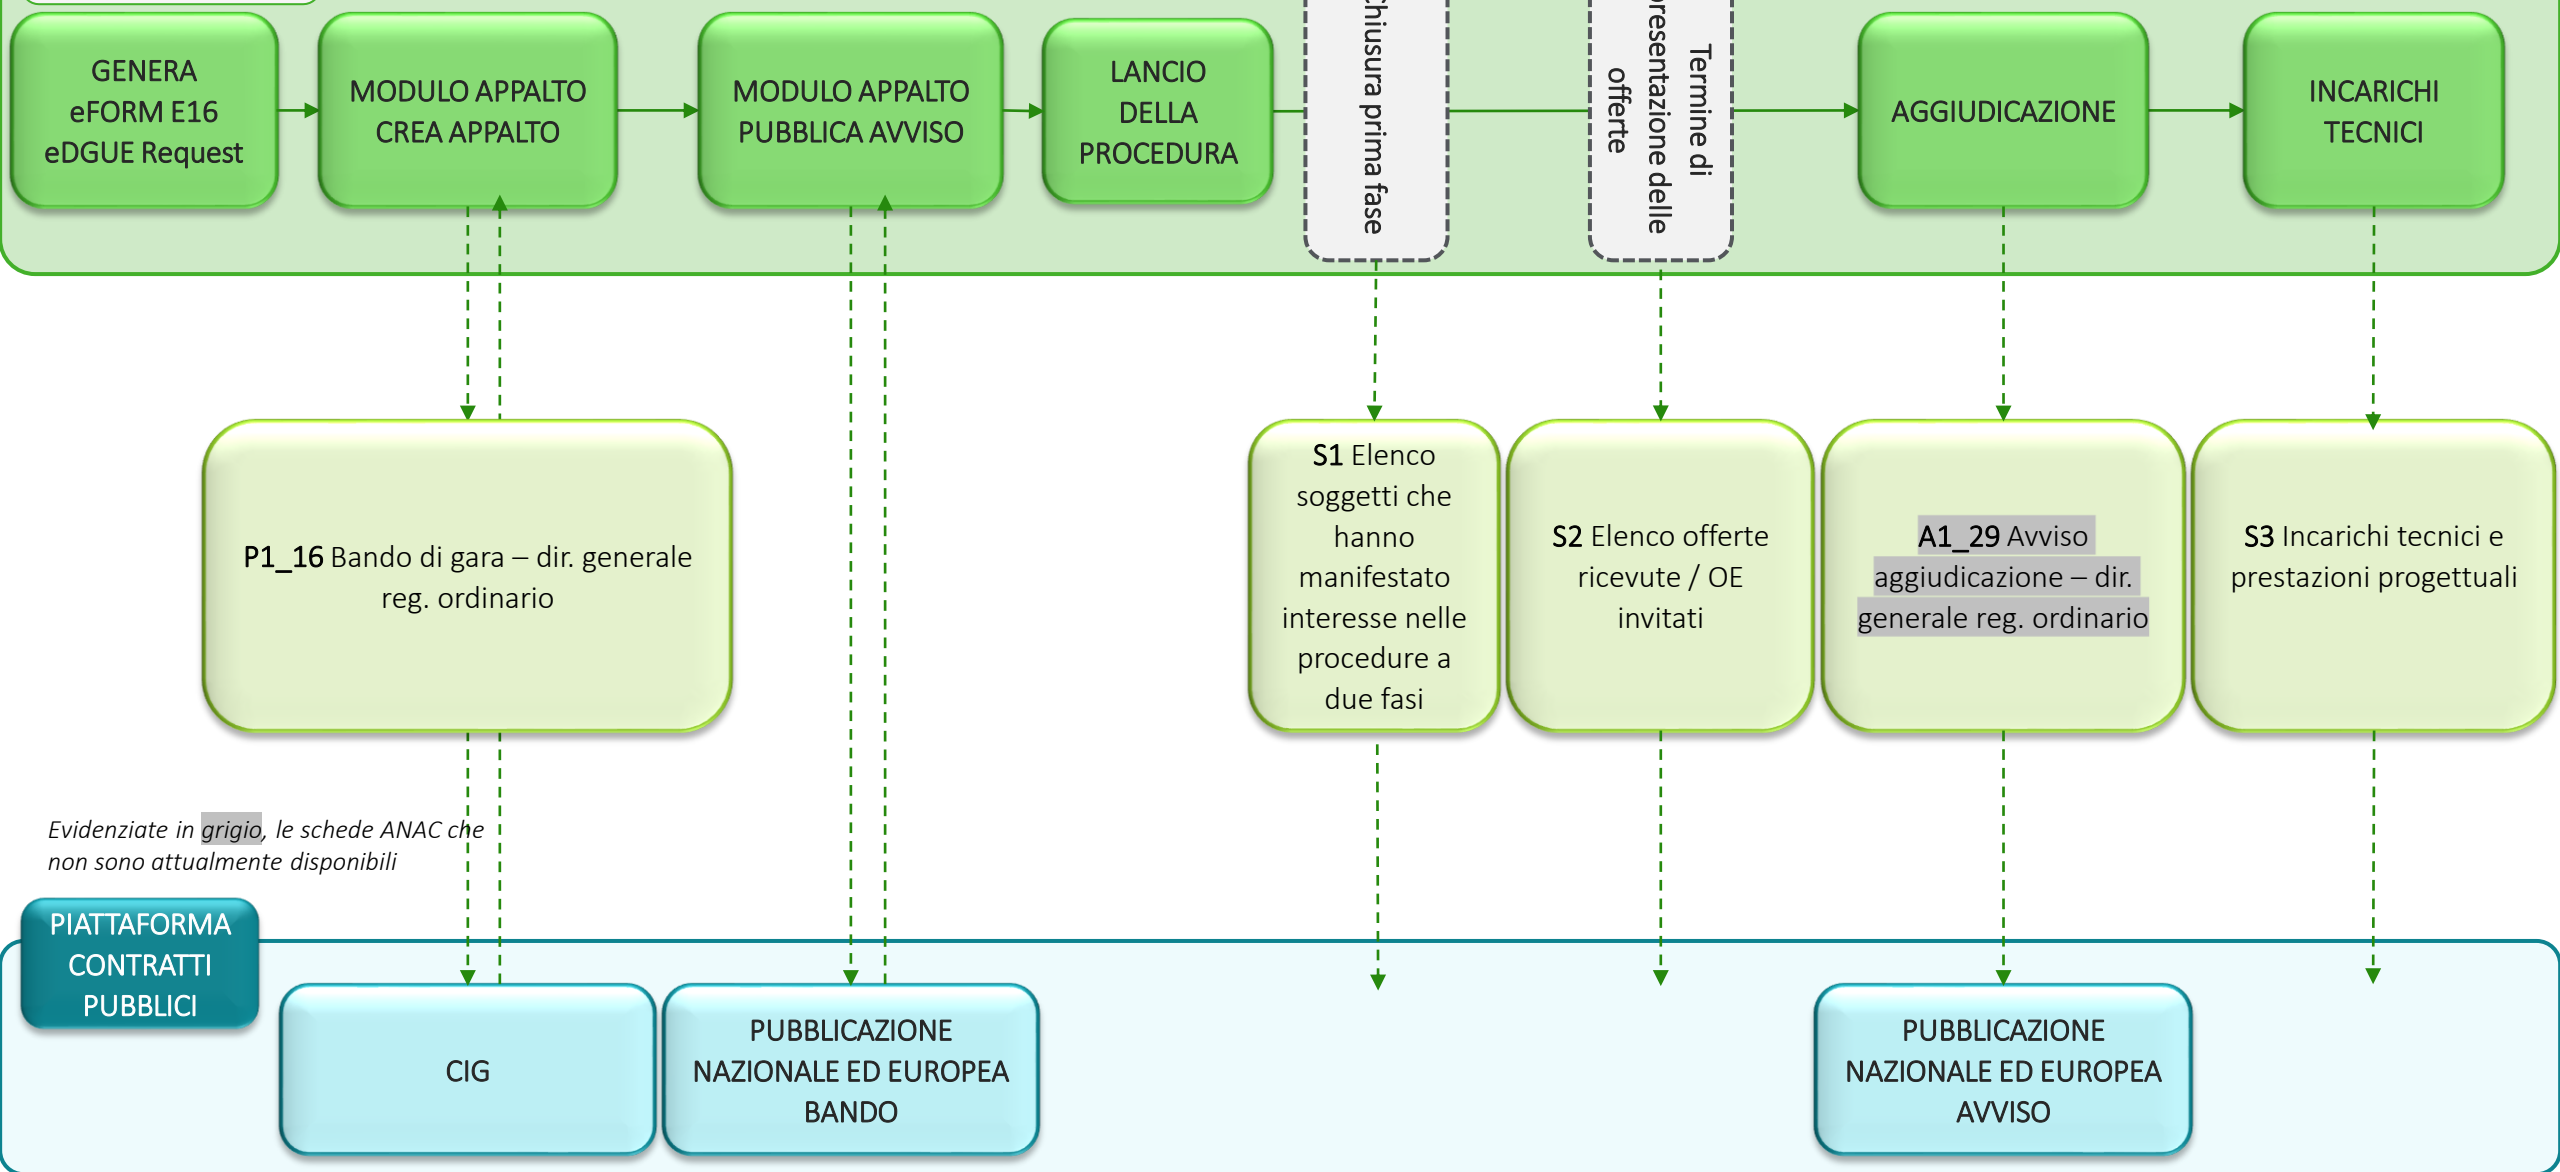 GENERA
eFORM E16
eDGUE Request
MODULO APPALTO
CREA APPALTO
MODULO APPALTO
PUBBLICA AVVISO
LANCIO
DELLA
PROCEDURA
Chiusura prima fase
Termine di
presentazione delle
offerte
AGGIUDICAZIONE
INCARICHI
TECNICI
P1_16 Bando di gara – dir. generale
reg. ordinario
S1 Elenco
soggetti che
hanno
manifestato
interesse nelle
procedure a
due fasi
S2 Elenco offerte
ricevute / OE
invitati
A1_29 Avviso
aggiudicazione – dir.
generale reg. ordinario
S3 Incarichi tecnici e
prestazioni progettuali
Evidenziate in grigio, le schede ANAC che
non sono attualmente disponibili
PIATTAFORMA
CONTRATTI
PUBBLICI
CIG
PUBBLICAZIONE
NAZIONALE ED EUROPEA
BANDO
PUBBLICAZIONE
NAZIONALE ED EUROPEA
AVVISO